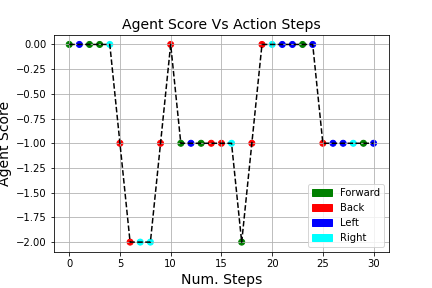 Agent Score Vs Action Steps
Agent Score
0.00
−0.25
−0.50
−0.75
−1.00
−1.25
−1.50
−1.75
−2.00
Forward
Back
Left
Right
0 5 10 15 20 25 30
Num. Steps